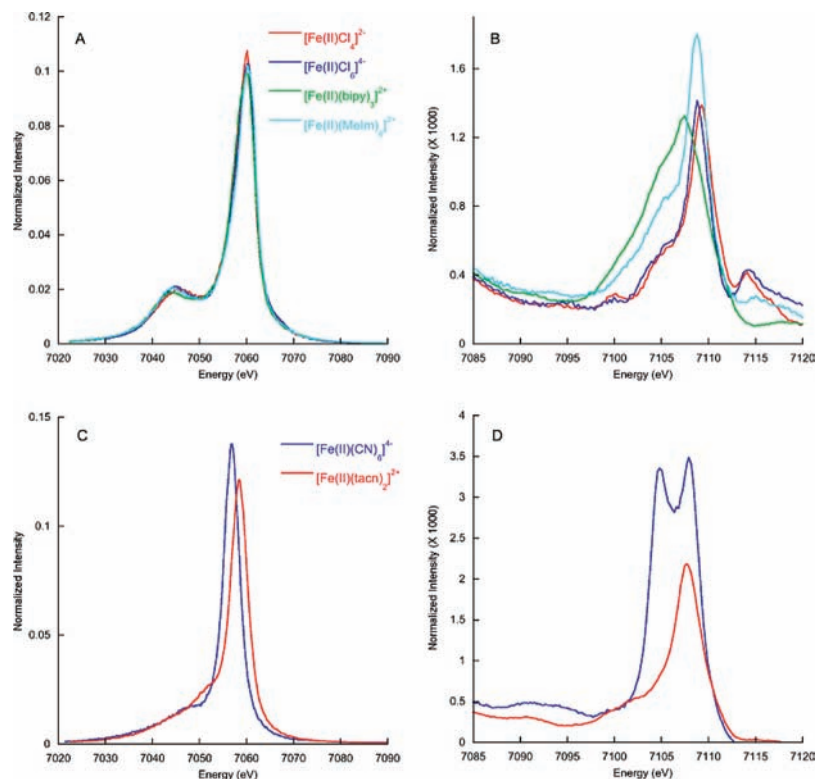 A
0.12
0.1
0.08
0.06
0.04
0.02
0
Normalized Intensity
7020 7030 7040 7050 7060 7070 7080 7090
Energy (eV)
[Fe(II)Cl4]2-
[Fe(II)Cl6]4-
[Fe(II)(bipy)3]2+
[Fe(II)(MeIm)6]2+
B
1.6
1.2
0.8
0.4
0
Normalized Intensity (X 1000)
7085 7090 7095 7100 7105 7110 7115 7120
Energy (eV)
C
0.15
0.1
0.05
0
Normalized Intensity
7020 7030 7040 7050 7060 7070 7080 7090
Energy (eV)
[Fe(II)(CN)6]4-
[Fe(II)(tacn)2]2+
D
4
3.5
3
2.5
2
1.5
1
0.5
0
Normalized Intensity (X 1000)
7085 7090 7095 7100 7105 7110 7115 7120
Energy (eV)